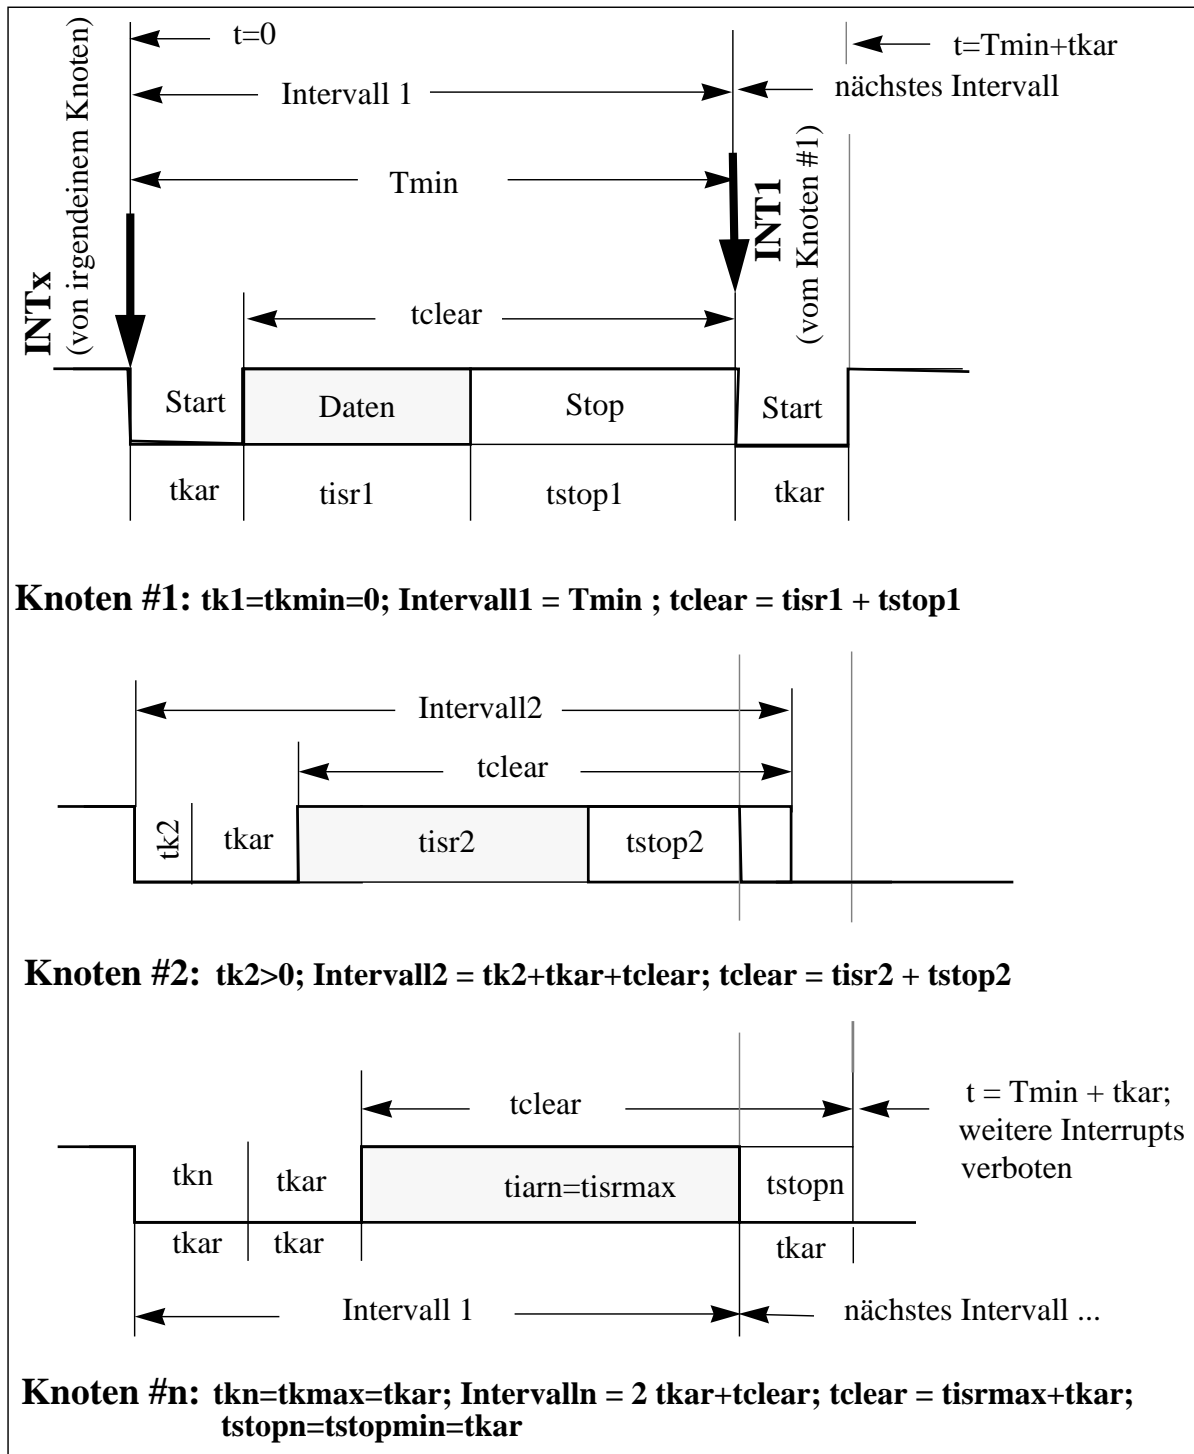 t=0
t=Tmin+tkar
Intervall 1
nächstes Intervall
Tmin
INTx
(von irgendeinem Knoten)
INT1
(vom Knoten #1)
tclear
Start
Daten
Stop
Start
tkar
tisr1
tstop1
tkar
Knoten #1: tk1=tkmin=0; Intervall1 = Tmin ; tclear = tisr1 + tstop1
Intervall2
tclear
tk2
tkar
tisr2
tstop2
Knoten #2: tk2>0; Intervall2 = tk2+tkar+tclear; tclear = tisr2 + tstop2
tclear
t = Tmin + tkar;
weitere Interrupts
verboten
tkn
tkar
tiarn=tisrmax
tstopn
tkar
tkar
tkar
Intervall 1
nächstes Intervall ...
Knoten #n: tkn=tkmax=tkar; Intervalln = 2 tkar+tclear; tclear = tisrmax+tkar;
tstopn=tstopmin=tkar